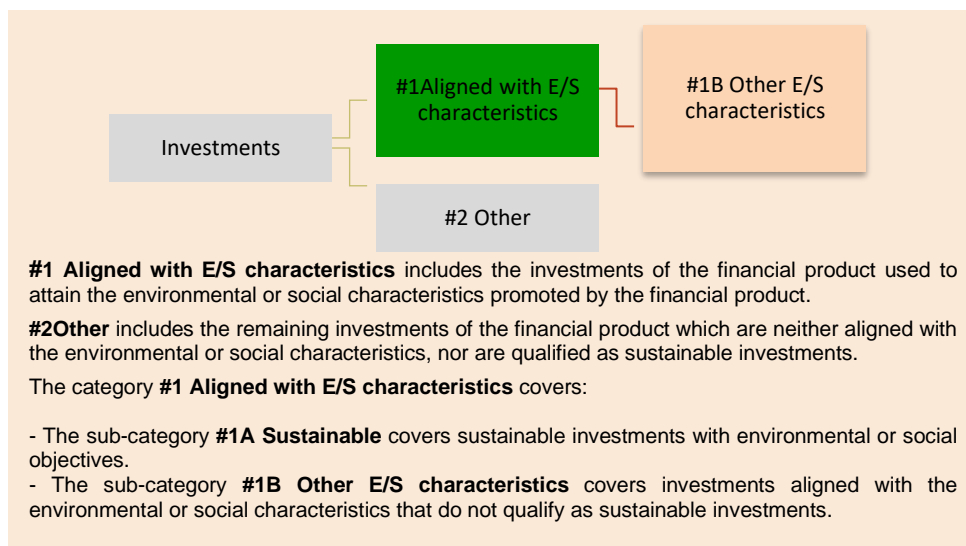 #1Aligned with E/S
characteristics
#1B Other E/S
characteristics
Investments
#2 Other
#1 Aligned with E/S characteristics includes the investments of the financial product used to
attain the environmental or social characteristics promoted by the financial product.
#2Other includes the remaining investments of the financial product which are neither aligned with
the environmental or social characteristics, nor are qualified as sustainable investments.
The category #1 Aligned with E/S characteristics covers:
- The sub-category #1A Sustainable covers sustainable investments with environmental or social
objectives.
- The sub-category #1B Other E/S characteristics covers investments aligned with the
environmental or social characteristics that do not qualify as sustainable investments.